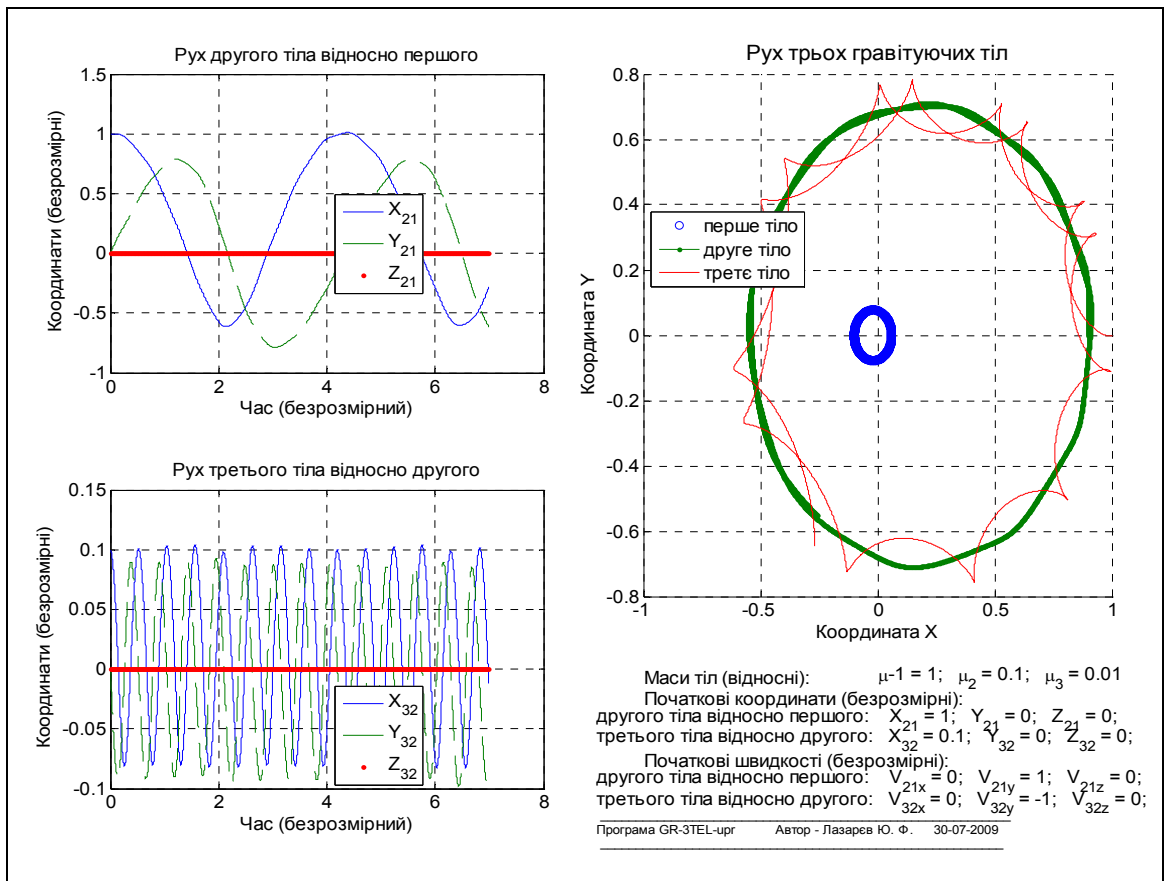 Рух другого тіла відносно першого
1.5
1
0.5
0
-0.5
-1
0 2 4 6 8
Координати (безрозмірні)
Час (безрозмірний)
X21
Y21
Z21
Рух третього тіла відносно другого
0.15
0.1
0.05
0
-0.05
-0.1
0 2 4 6 8
Координати (безрозмірні)
Час (безрозмірний)
X32
Y32
Z32
Рух трьох гравітуючих тіл
0.8
0.6
0.4
0.2
0
-0.2
-0.4
-0.6
-0.8
-1 -0.5 0 0.5 1
Координата Y
Координата X
перше тіло
друге тіло
третє тіло
Маси тіл (відносні): μ-1 = 1; μ2 = 0.1; μ3 = 0.01
Початкові координати (безрозмірні):
другого тіла відносно першого: X21 = 1; Y21 = 0; Z21 = 0;
третього тіла відносно другого: X32 = 0.1; Y32 = 0; Z32 = 0;
Початкові швидкості (безрозмірні):
другого тіла відносно першого: V21x = 0; V21y = 1; V21z = 0;
третього тіла відносно другого: V32x = 0; V32y = -1; V32z = 0;
Програма GR-3TEL-upr Автор - Лазарєв Ю. Ф. 30-07-2009